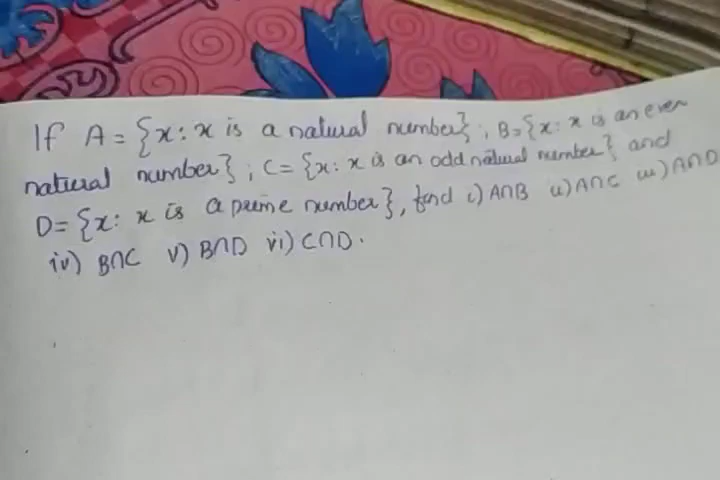 If A = {x: x is a natural number}; B={x: x is an even
natural number}; C= {x: x is an odd natural number} and
D= {x: x is a prime number}, find i) A∩B ii) A∩C iii) A∩D
iv) B∩C v) B∩D vi) C∩D.